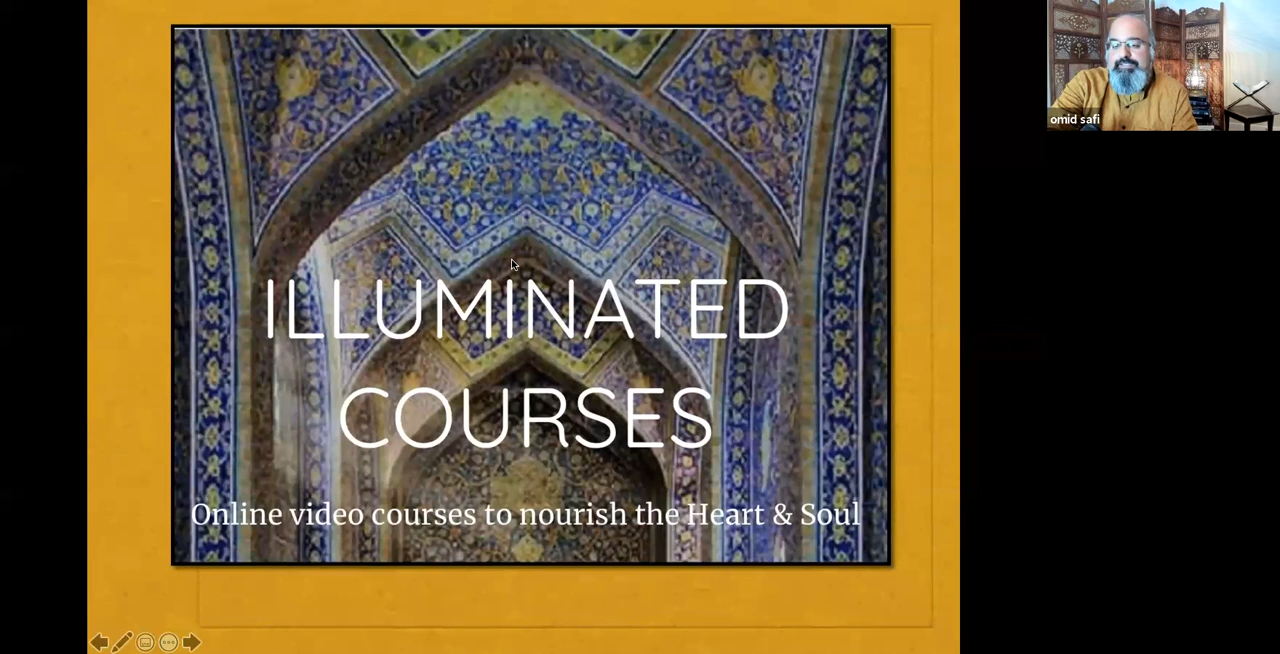 ILLUMINATED
COURSES
Online video courses to nourish the Heart & Soul
omid safi